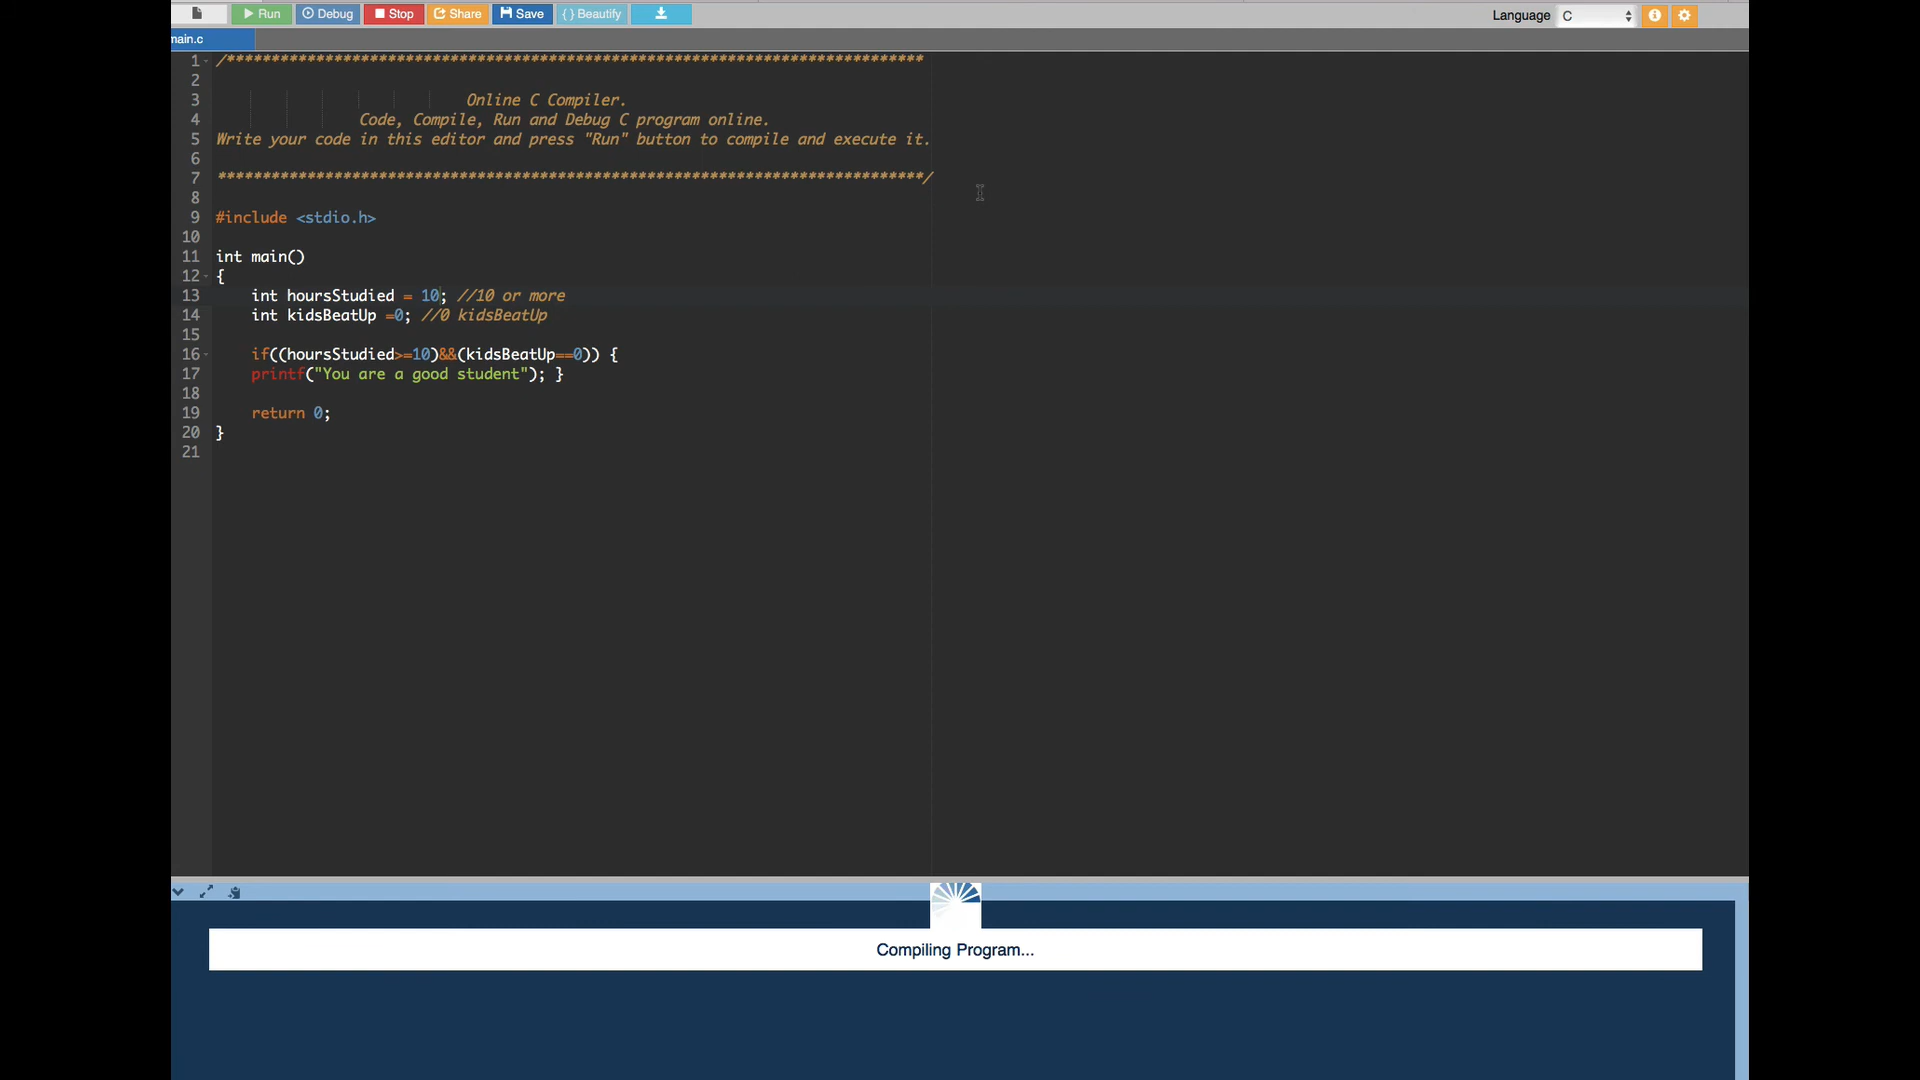 Run Debug Stop Share Save { } Beautify Language C
main.c
1 /******************************************************************************
2
3 Online C Compiler.
4 Code, Compile, Run and Debug C program online.
5 Write your code in this editor and press "Run" button to compile and execute it.
6
7 *******************************************************************************/
8
9 #include <stdio.h>
10
11 int main()
12 {
13 int hoursStudied = 10; //10 or more
14 int kidsBeatUp =0; //0 kidsBeatUp
15
16 if((hoursStudied>=10)&&(kidsBeatUp==0)) {
17 printf("You are a good student"); }
18
19 return 0;
20 }
21
Compiling Program...